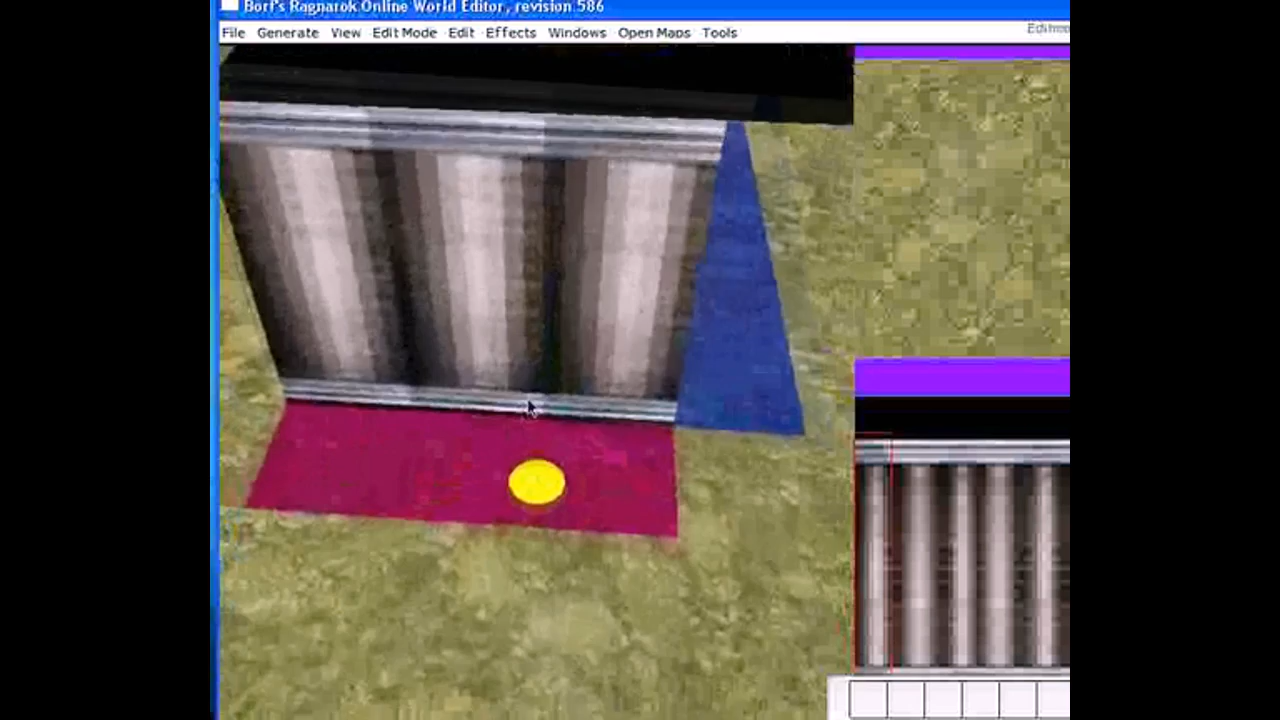 Borf's Ragnarok Online World Editor, revision 586
File Generate View Edit Mode Edit Effects Windows Open Maps Tools